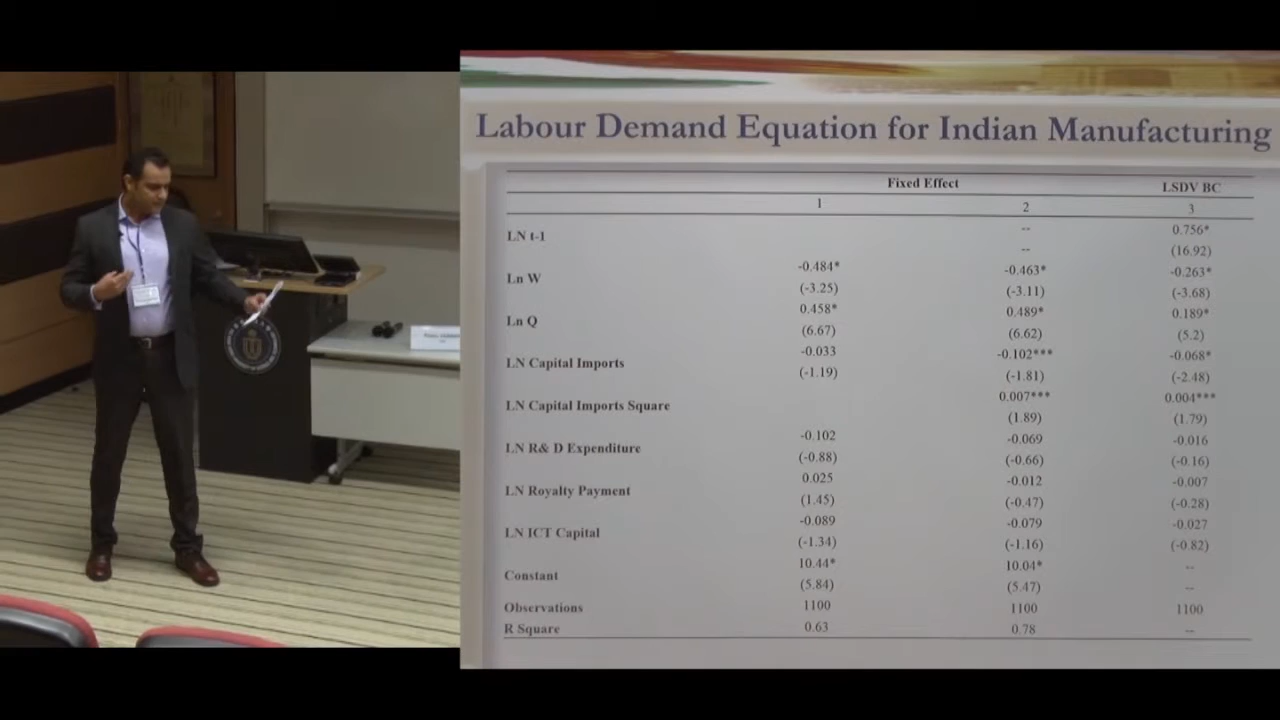 Labour Demand Equation for Indian Manufacturing
Fixed Effect LSDV BC
1 2 3
LN t-1 -- 0.756*
-- (16.92)
Ln W -0.484* -0.463* -0.263*
(-3.25) (-3.11) (-3.68)
Ln Q 0.458* 0.489* 0.189*
(6.67) (6.62) (5.2)
LN Capital Imports -0.033 -0.102*** -0.068*
(-1.19) (-1.81) (-2.48)
LN Capital Imports Square 0.007*** 0.004***
(1.89) (1.79)
LN R& D Expenditure -0.102 -0.069 -0.016
(-0.88) (-0.66) (-0.16)
LN Royalty Payment 0.025 -0.012 -0.007
(1.45) (-0.47) (-0.28)
LN ICT Capital -0.089 -0.079 -0.027
(-1.34) (-1.16) (-0.82)
Constant 10.44* 10.04* --
(5.84) (5.47) --
Observations 1100 1100 1100
R Square 0.63 0.78 --